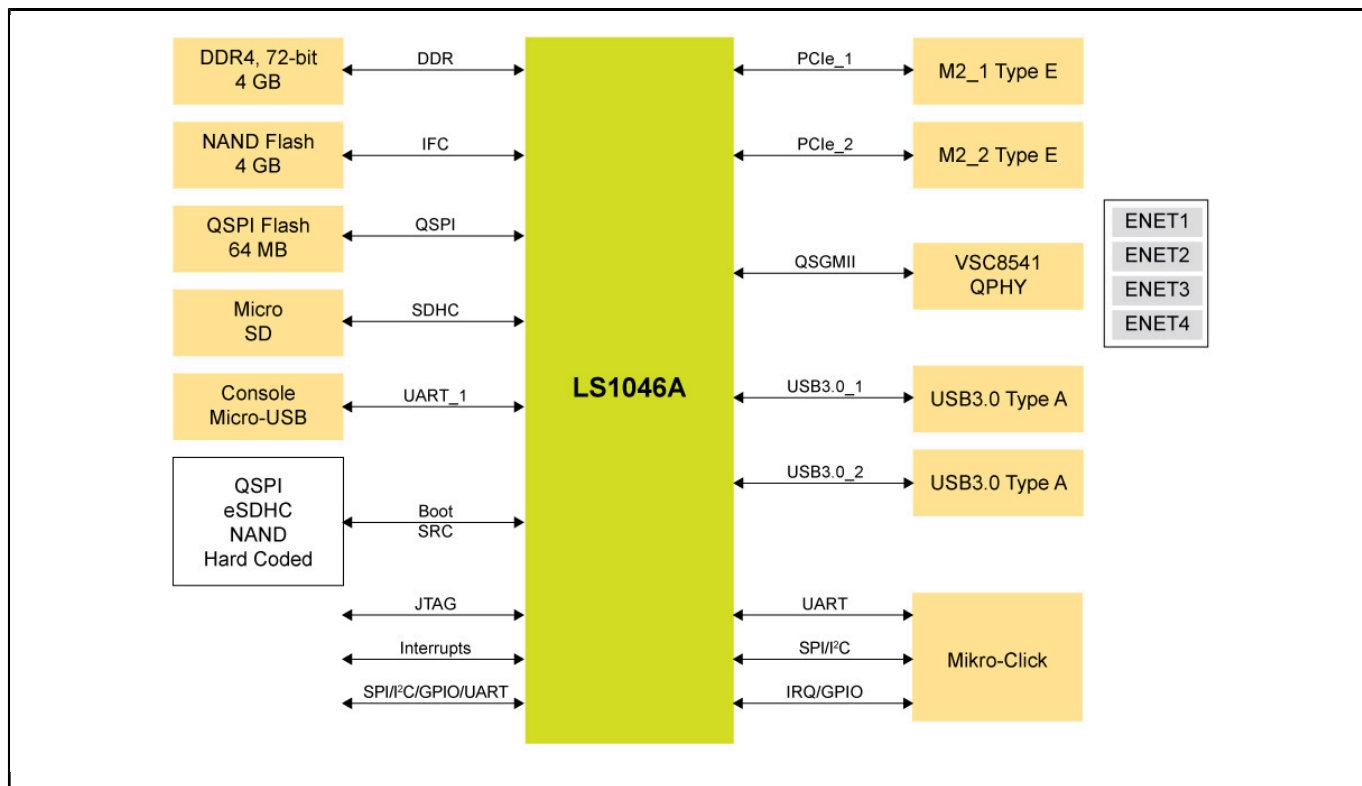 DDR4, 72-bit
4 GB
DDR
NAND Flash
4 GB
IFC
QSPI Flash
64 MB
QSPI
Micro
SD
SDHC
Console
Micro-USB
UART_1
QSPI
eSDHC
NAND
Hard Coded
Boot
SRC
JTAG
Interrupts
SPI/I²C/GPIO/UART
LS1046A
PCIe_1
M2_1 Type E
PCIe_2
M2_2 Type E
QSGMII
VSC8541
QPHY
ENET1
ENET2
ENET3
ENET4
USB3.0_1
USB3.0 Type A
USB3.0_2
USB3.0 Type A
UART
SPI/I²C
IRQ/GPIO
Mikro-Click